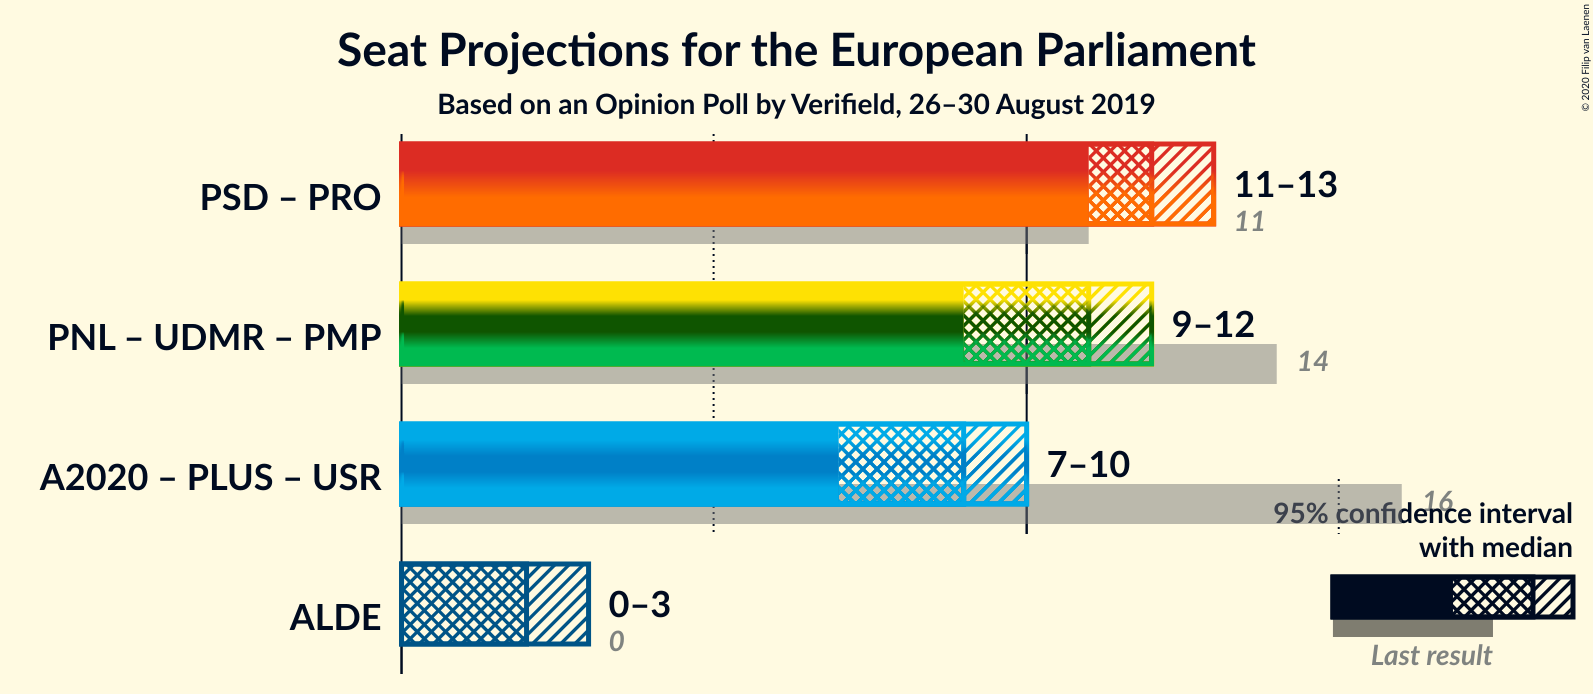 Seat Projections for the European Parliament
Based on an Opinion Poll by Verifield, 26–30 August 2019
© 2020 Filip van Laenen
PSD – PRO
11–13
11
PNL – UDMR – PMP
9–12
14
A2020 – PLUS – USR
7–10
16
95% confidence interval
with median
ALDE
0–3
0
Last result